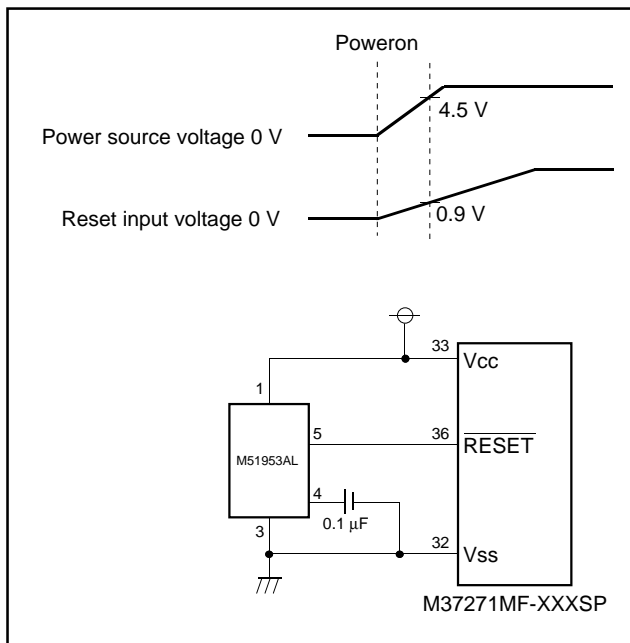 Poweron
4.5 V
Power source voltage 0 V
0.9 V
Reset input voltage 0 V
33
Vcc
1
5
36
RESET
M51953AL
4
0.1 µF
3
32
Vss
M37271MF-XXXSP